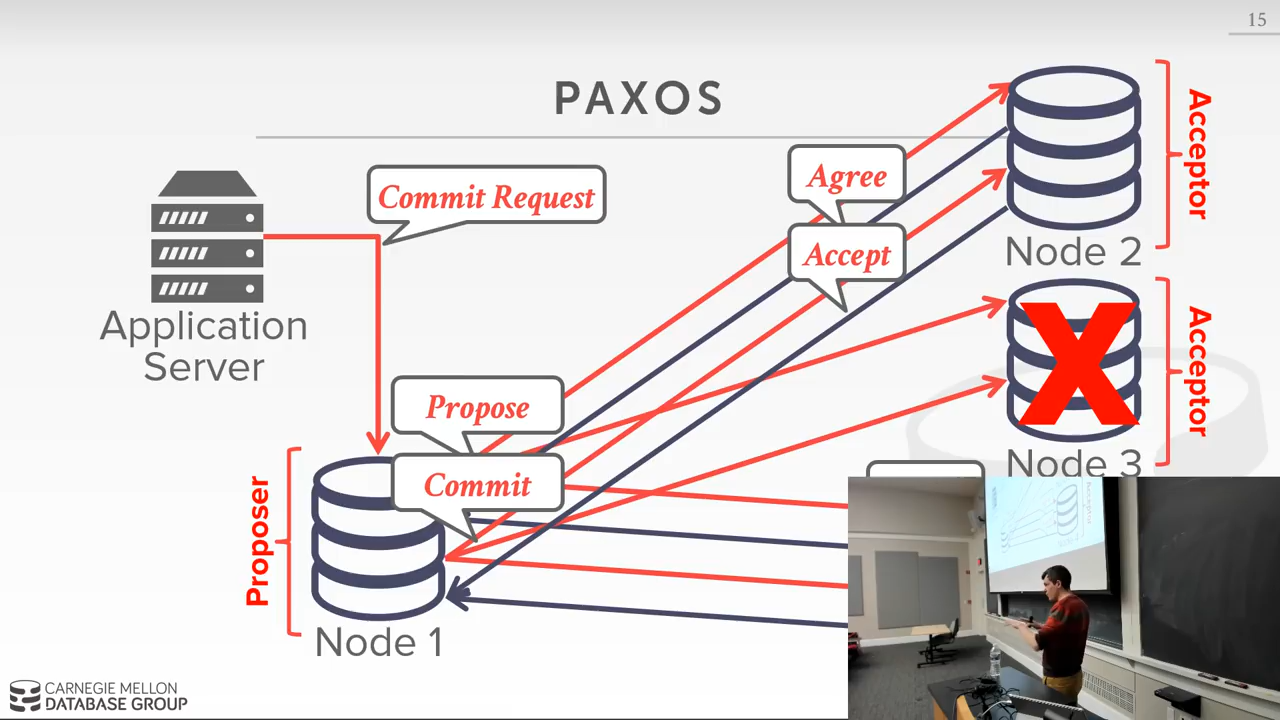 15
PAXOS
Commit Request
Application
Server
Agree
Accept
Node 2
Acceptor
Propose
Commit
Node 3
Acceptor
Proposer
Node 1
CARNEGIE MELLON
DATABASE GROUP